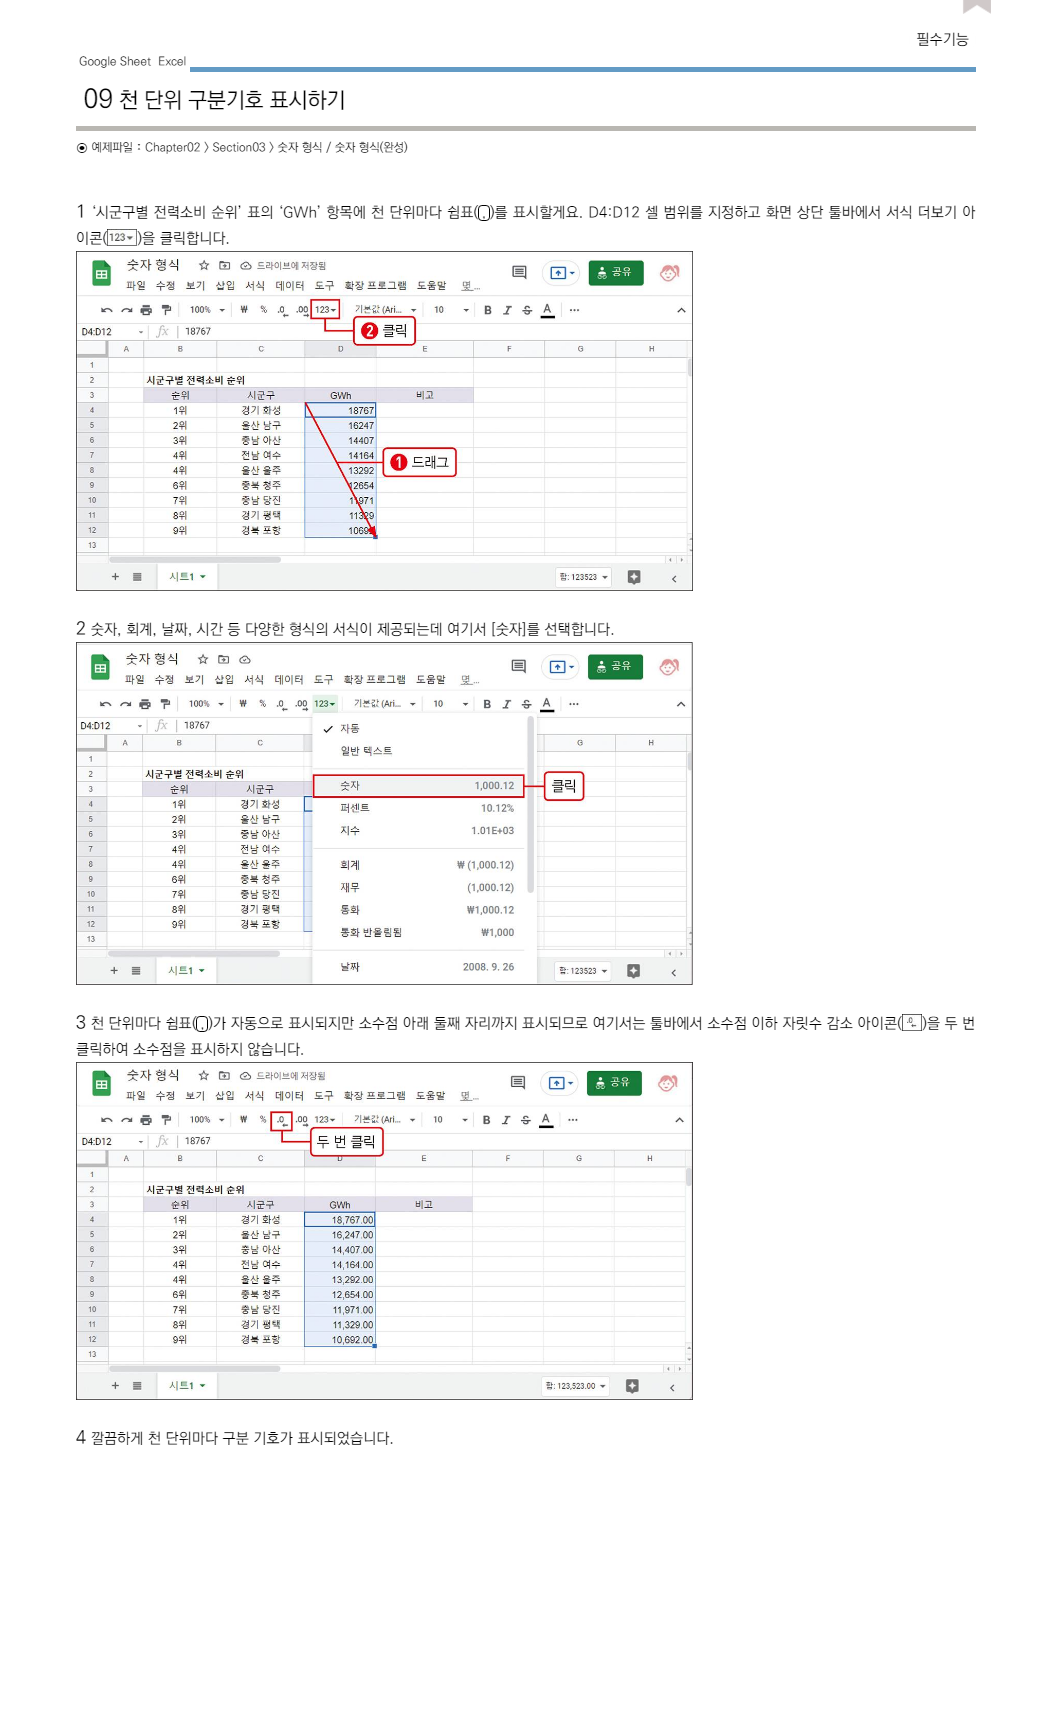 필수기능
Google Sheet Excel
09 천 단위 구분기호 표시하기
예제파일 : Chapter02 > Section03 > 숫자 형식 / 숫자 형식(완성)
1 ‘시군구별 전력소비 순위’ 표의 ‘GWh’ 항목에 천 단위마다 쉼표(,)를 표시할게요. D4:D12 셀 범위를 지정하고 화면 상단 툴바에서 서식 더보기 아
이콘(123▾)을 클릭합니다.
숫자 형식 드라이브에 저장됨
공유
파일 수정 보기 삽입 서식 데이터 도구 확장 프로그램 도움말 몇...
100% ₩ % .0 .00 123 기본값 (Ari... 10 B I S A ...
2 클릭
D4:D12 fx 18767
A B C D E F G H
1
2 시군구별 전력소비 순위
3 순위 시군구 GWh 비고
4 1위 경기 화성 18767
5 2위 울산 남구 16247
6 3위 충남 아산 14407
7 4위 전남 여수 14164
1 드래그
8 4위 울산 울주 13292
9 6위 충북 청주 12654
10 7위 충남 당진 11971
11 8위 경기 평택 11329
12 9위 경북 포항 10692
13
+ 시트1 합: 123523
2 숫자, 회계, 날짜, 시간 등 다양한 형식의 서식이 제공되는데 여기서 [숫자]를 선택합니다.
숫자 형식
공유
파일 수정 보기 삽입 서식 데이터 도구 확장 프로그램 도움말 몇...
100% ₩ % .0 .00 123 기본값 (Ari... 10 B I S A ...
D4:D12 fx 18767
A B C G H
1
2 시군구별 전력소비 순위
3 순위 시군구
4 1위 경기 화성
5 2위 울산 남구
6 3위 충남 아산
7 4위 전남 여수
8 4위 울산 울주
9 6위 충북 청주
10 7위 충남 당진
11 8위 경기 평택
12 9위 경북 포항
13
자동
일반 텍스트
숫자 1,000.12
클릭
퍼센트 10.12%
지수 1.01E+03
회계 ₩ (1,000.12)
재무 (1,000.12)
통화 ₩1,000.12
통화 반올림됨 ₩1,000
날짜 2008. 9. 26
+ 시트1 합: 123523
3 천 단위마다 쉼표(,)가 자동으로 표시되지만 소수점 아래 둘째 자리까지 표시되므로 여기서는 툴바에서 소수점 이하 자릿수 감소 아이콘(.0)을 두 번
클릭하여 소수점을 표시하지 않습니다.
숫자 형식 드라이브에 저장됨
공유
파일 수정 보기 삽입 서식 데이터 도구 확장 프로그램 도움말 몇...
100% ₩ % .0 .00 123 기본값 (Ari... 10 B I S A ...
두 번 클릭
D4:D12 fx 18767
A B C D E F G H
1
2 시군구별 전력소비 순위
3 순위 시군구 GWh 비고
4 1위 경기 화성 18,767.00
5 2위 울산 남구 16,247.00
6 3위 충남 아산 14,407.00
7 4위 전남 여수 14,164.00
8 4위 울산 울주 13,292.00
9 6위 충북 청주 12,654.00
10 7위 충남 당진 11,971.00
11 8위 경기 평택 11,329.00
12 9위 경북 포항 10,692.00
13
+ 시트1 합: 123,523.00
4 깔끔하게 천 단위마다 구분 기호가 표시되었습니다.